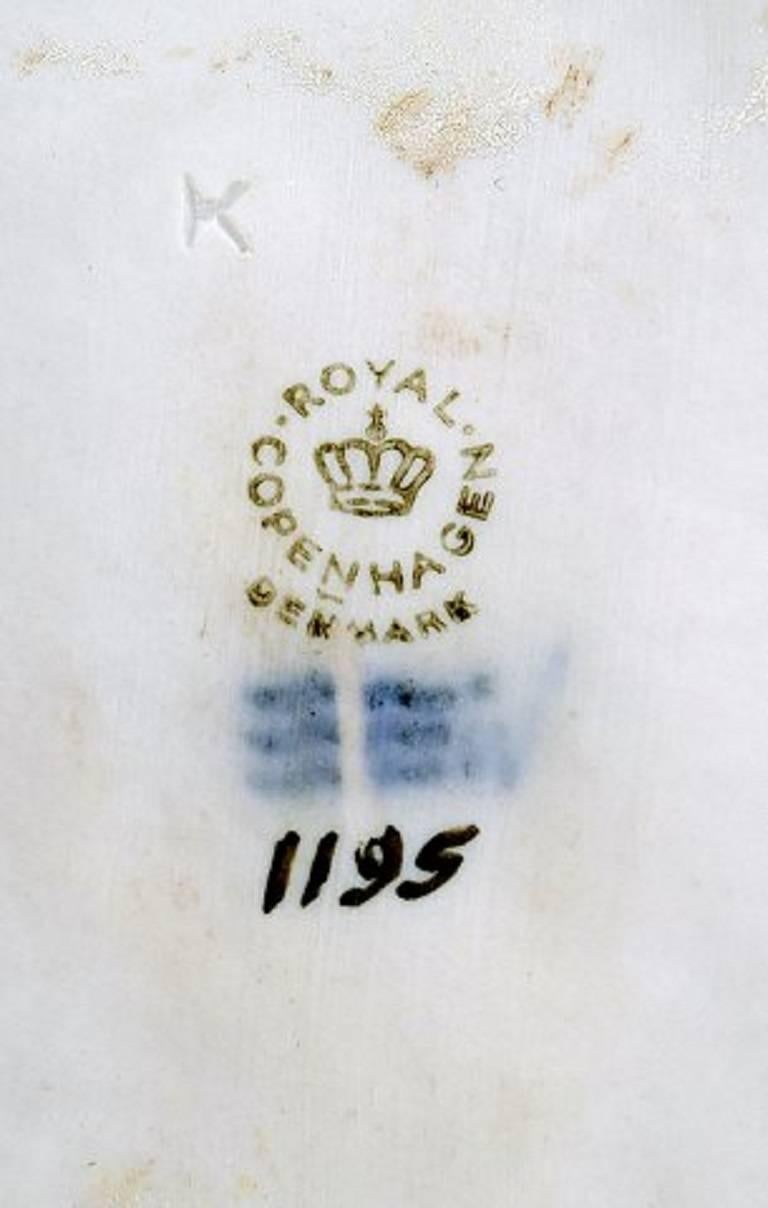 K
ROYAL
COPENHAGEN
DENMARK
1195